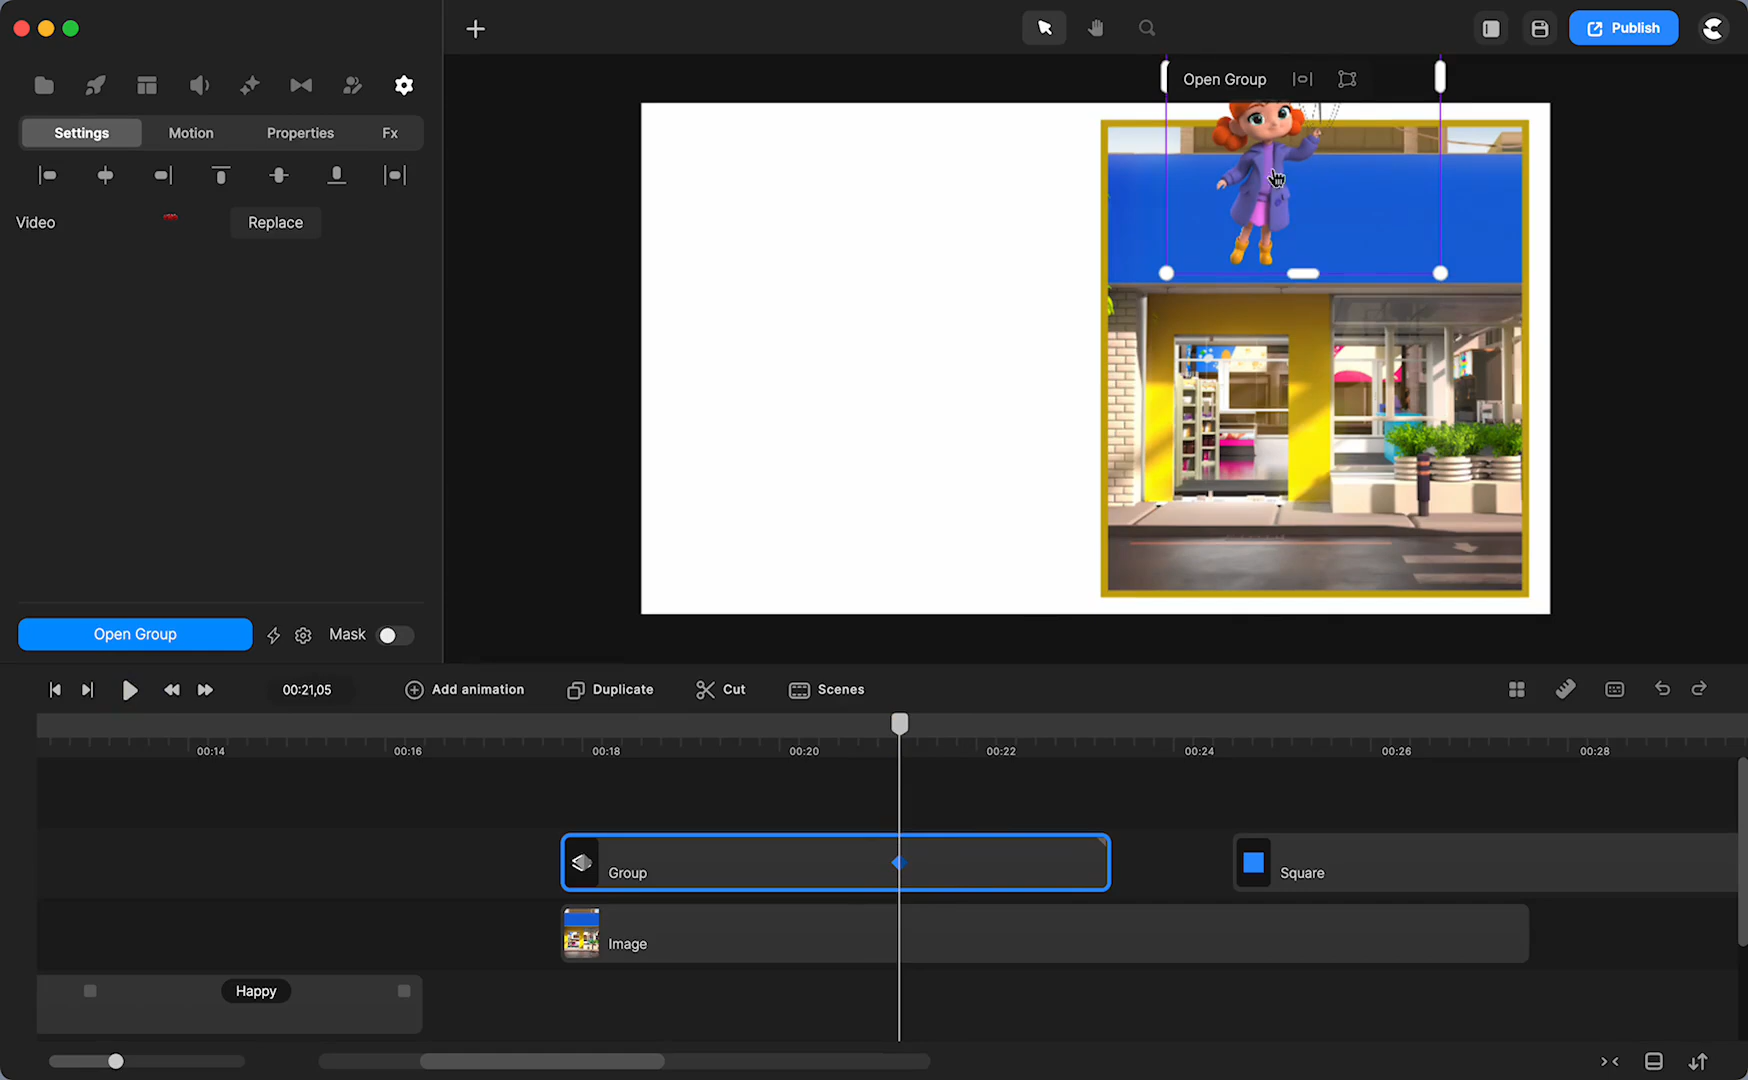 Publish
Open Group
Settings
Motion
Properties
Fx
Video
Replace
Open Group
Mask
00:21,05
Add animation
Duplicate
Cut
Scenes
00:14
00:16
00:18
00:20
00:22
00:24
00:26
00:28
Group
Square
Image
Happy